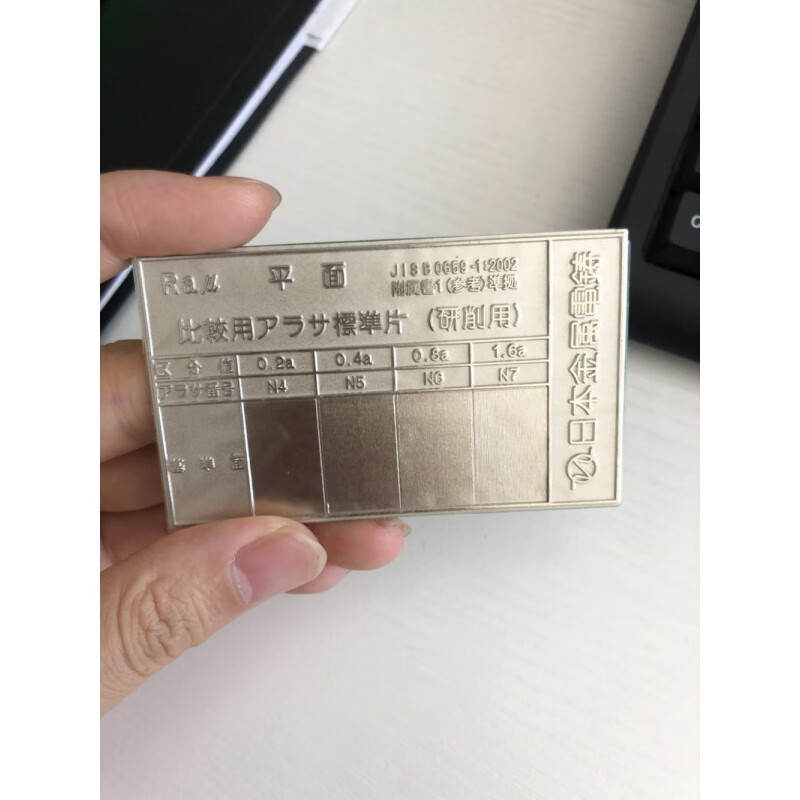 Raμ 平面
JIS B 0659-1:2002
附属書1(参考)準拠
比較用アラサ標準片 (研削用)
区分値 0.2a 0.4a 0.8a 1.6a
アラサ番号 N4 N5 N6 N7
標準面
日本金属電鋳